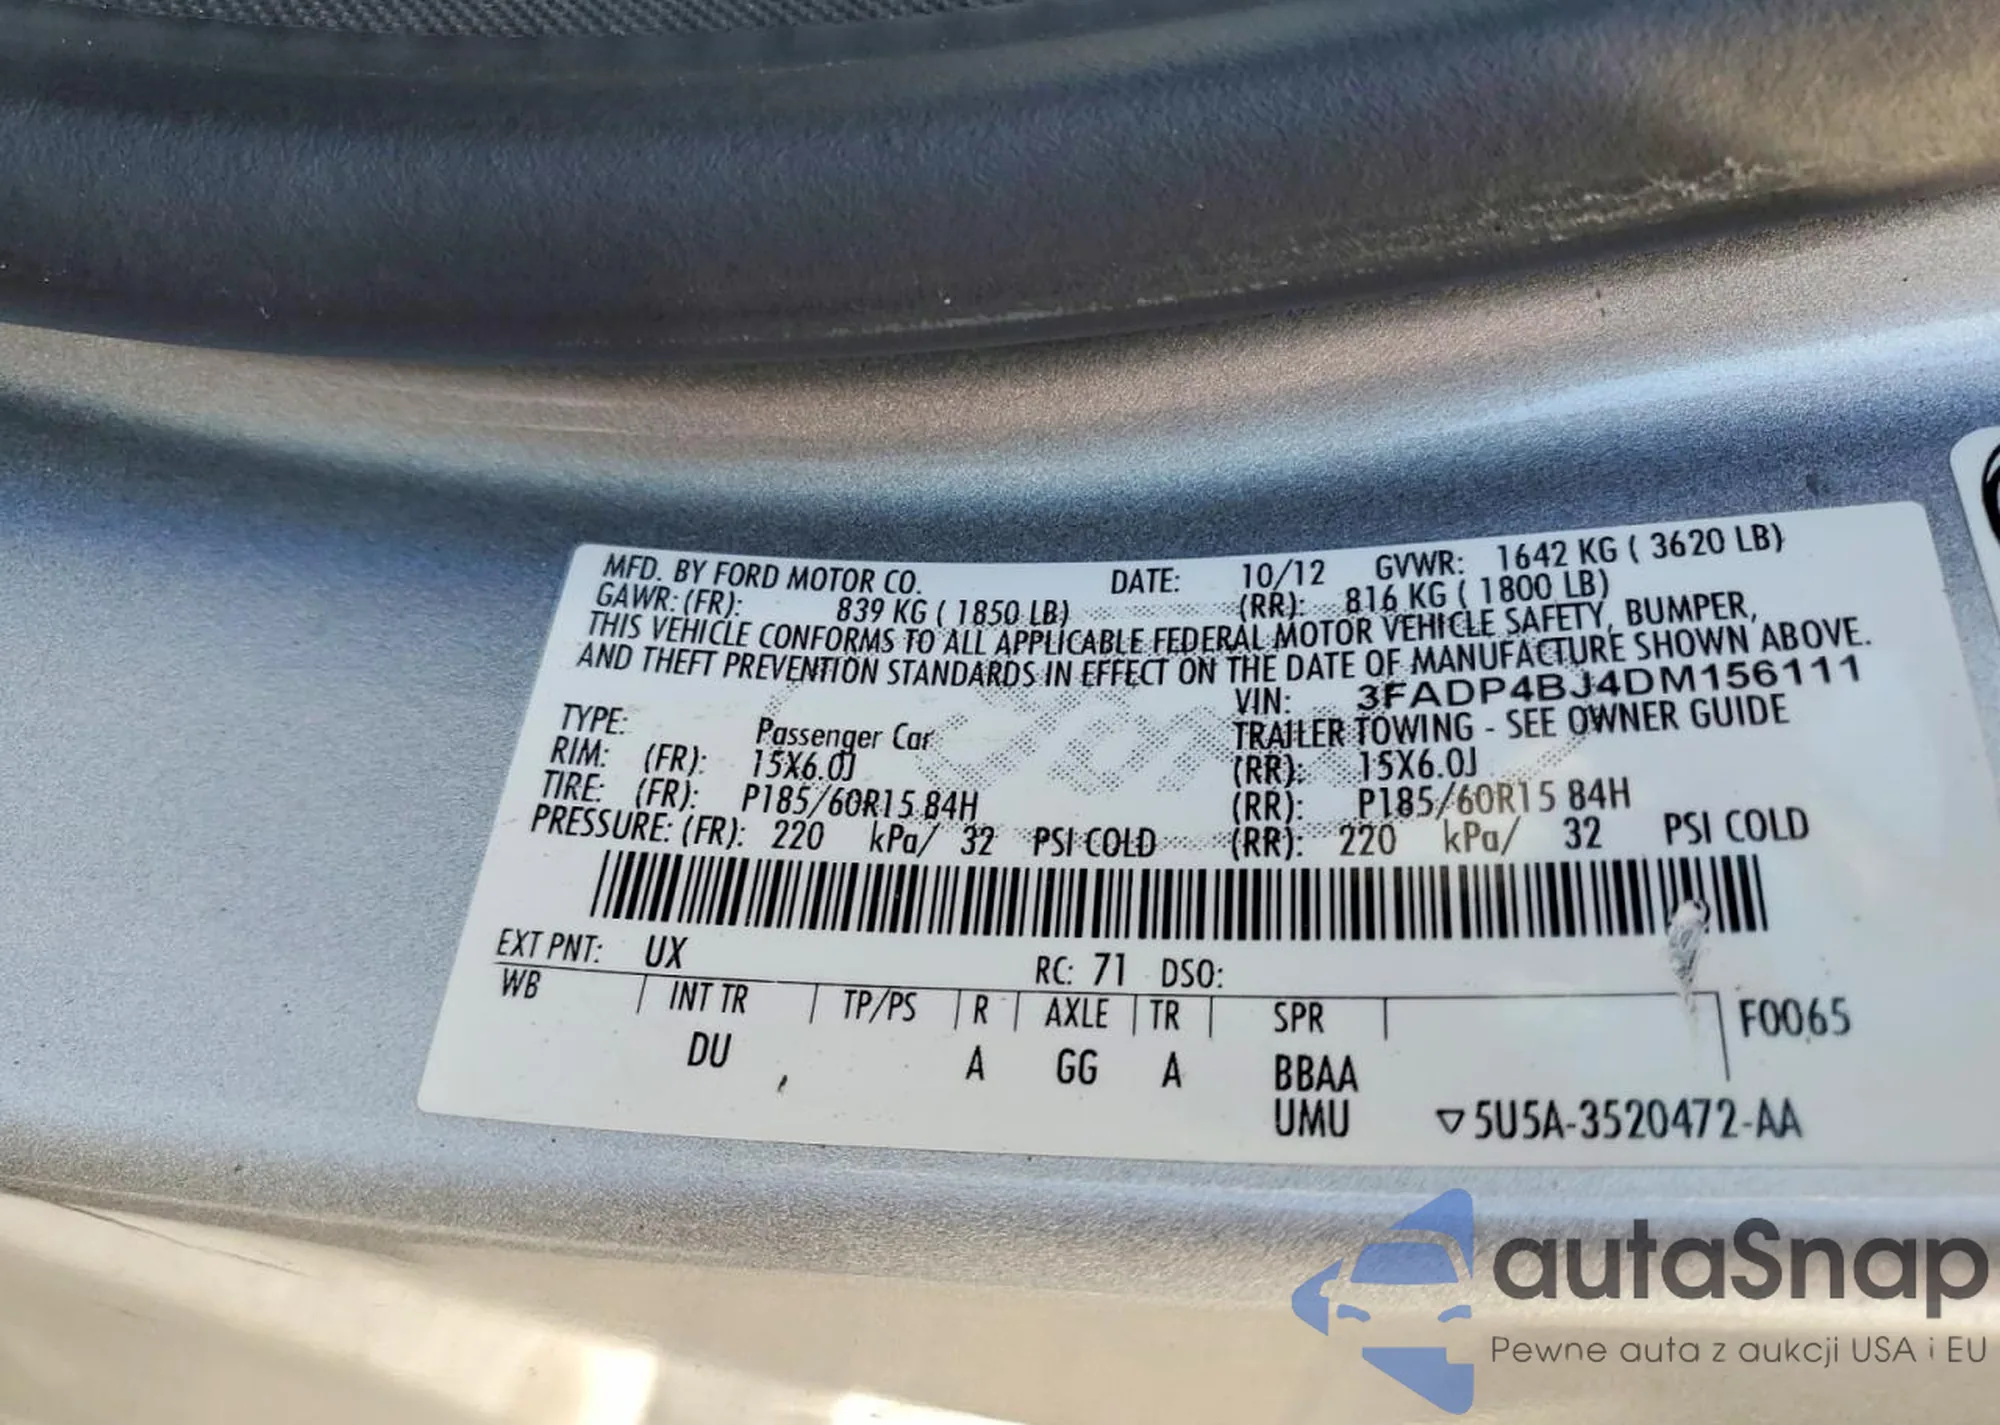 MFD. BY FORD MOTOR CO. DATE: 10/12 GVWR: 1642 KG ( 3620 LB)
GAWR: (FR): 839 KG ( 1850 LB) (RR): 816 KG ( 1800 LB)
THIS VEHICLE CONFORMS TO ALL APPLICABLE FEDERAL MOTOR VEHICLE SAFETY, BUMPER,
AND THEFT PREVENTION STANDARDS IN EFFECT ON THE DATE OF MANUFACTURE SHOWN ABOVE.
VIN: 3FADP4BJ4DM156111
TYPE: Passenger Car TRAILER TOWING - SEE OWNER GUIDE
RIM: (FR): 15X6.0J (RR): 15X6.0J
TIRE: (FR): P185/60R15 84H (RR): P185/60R15 84H
PRESSURE: (FR): 220 kPa/ 32 PSI COLD (RR): 220 kPa/ 32 PSI COLD
EXT PNT: UX RC: 71 DSO:
WB INT TR TP/PS R AXLE TR SPR F0065
DU A GG A BBAA
UMU ▽5U5A-3520472-AA
autaSnap
Pewne auta z aukcji USA i EU